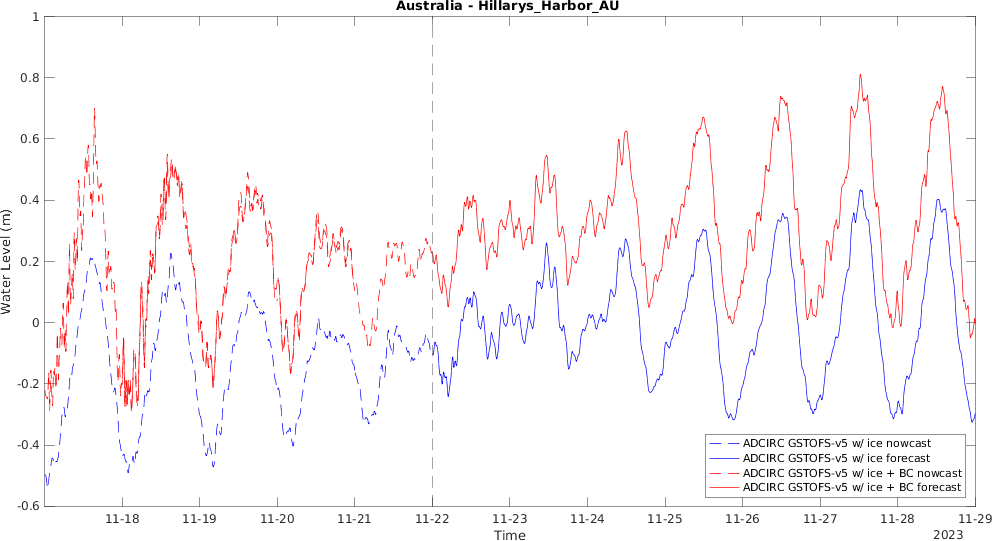 Australia - Hillarys_Harbor_AU
1
0.8
0.6
0.4
0.2
0
-0.2
-0.4
-0.6
Water Level (m)
11-18 11-19 11-20 11-21 11-22 11-23 11-24 11-25 11-26 11-27 11-28 11-29
Time
2023
ADCIRC GSTOFS-v5 w/ ice nowcast
ADCIRC GSTOFS-v5 w/ ice forecast
ADCIRC GSTOFS-v5 w/ ice + BC nowcast
ADCIRC GSTOFS-v5 w/ ice + BC forecast